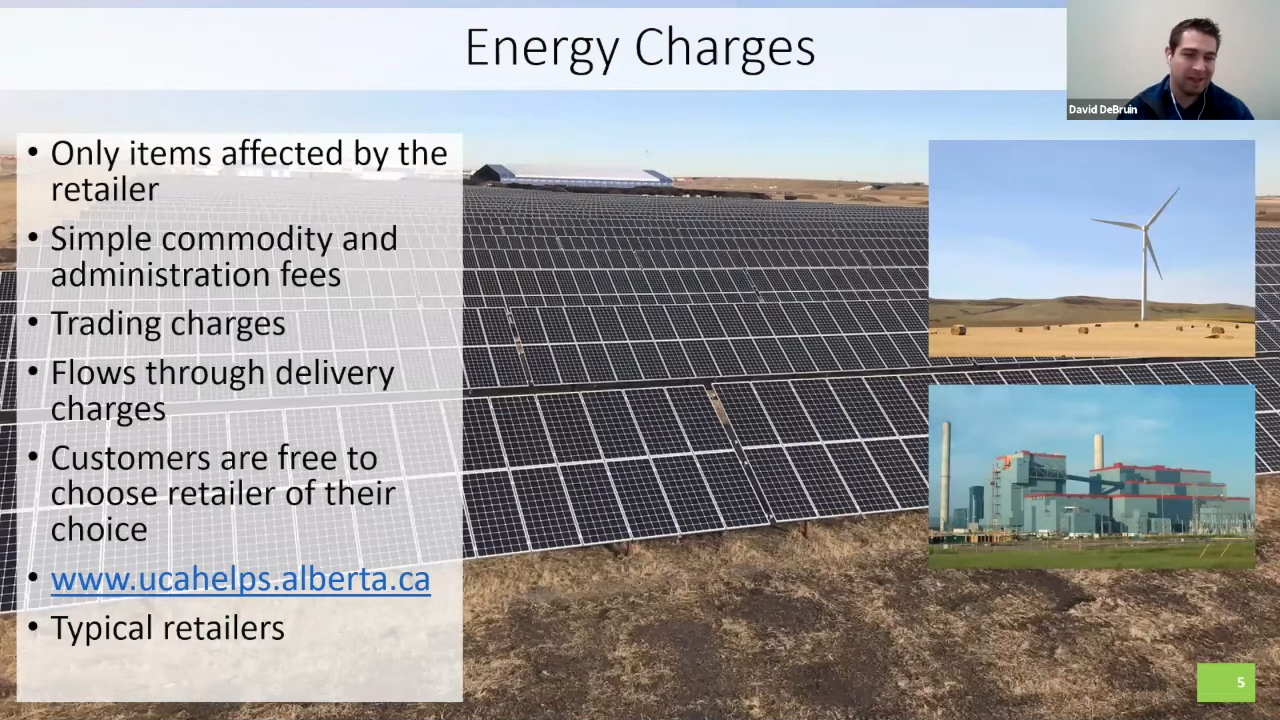 Energy Charges
David DeBruin
• Only items affected by the
retailer
• Simple commodity and
administration fees
• Trading charges
• Flows through delivery
charges
• Customers are free to
choose retailer of their
choice
• www.ucahelps.alberta.ca
• Typical retailers
5